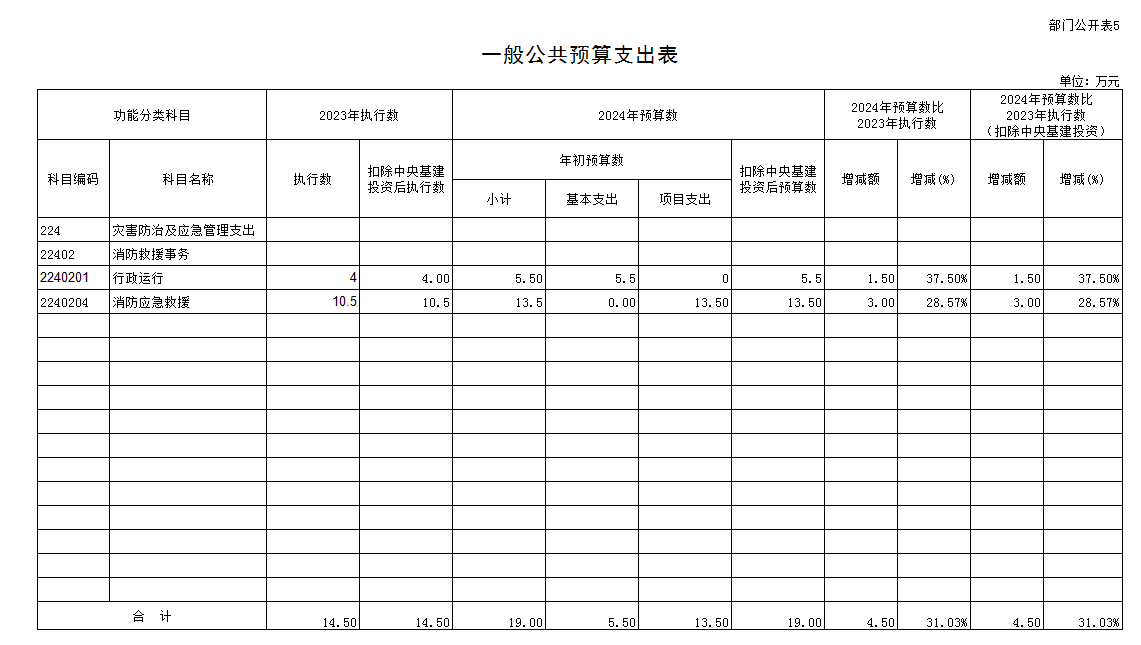 部门公开表5
一般公共预算支出表
单位：万元
功能分类科目 2023年执行数 2024年预算数 2024年预算数比 2024年预算数比
2023年执行数 2023年执行数
（扣除中央基建投资）
科目编码 科目名称 执行数 扣除中央基建 年初预算数 扣除中央基建 增减额 增减(%) 增减额 增减(%)
投资后执行数 小计 基本支出 项目支出 投资后预算数
224 灾害防治及应急管理支出
22402 消防救援事务
2240201 行政运行 4 4.00 5.50 5.5 0 5.5 1.50 37.50% 1.50 37.50%
2240204 消防应急救援 10.5 10.5 13.5 0.00 13.50 13.50 3.00 28.57% 3.00 28.57%
合 计 14.50 14.50 19.00 5.50 13.50 19.00 4.50 31.03% 4.50 31.03%